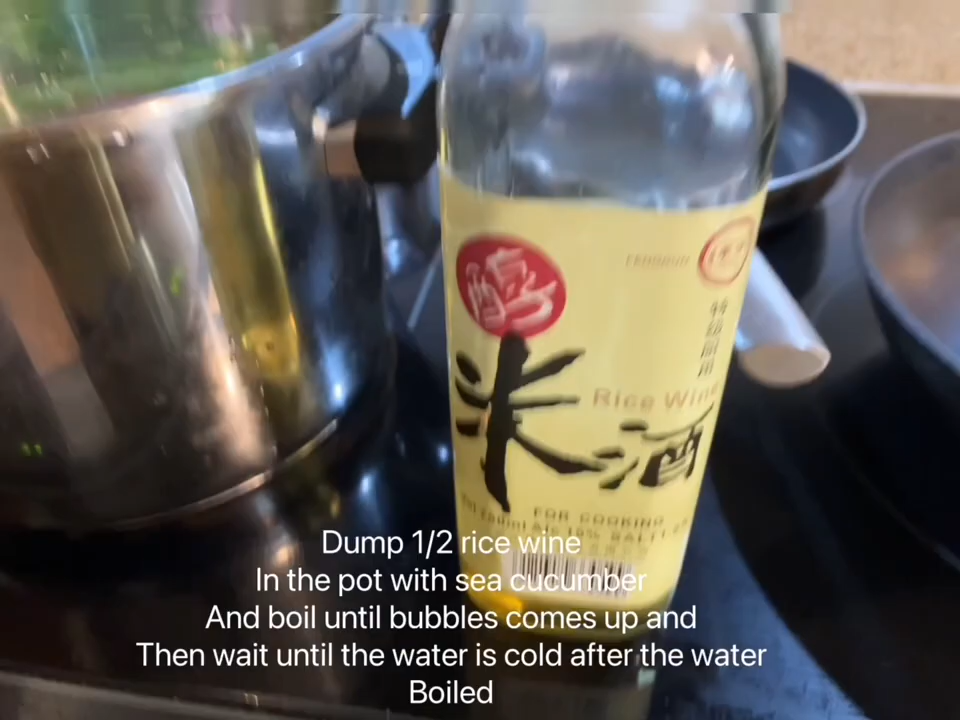 米酒
Rice Wine
FOR COOKING
Dump 1/2 rice wine
In the pot with sea cucumber
And boil until bubbles comes up and
Then wait until the water is cold after the water
Boiled